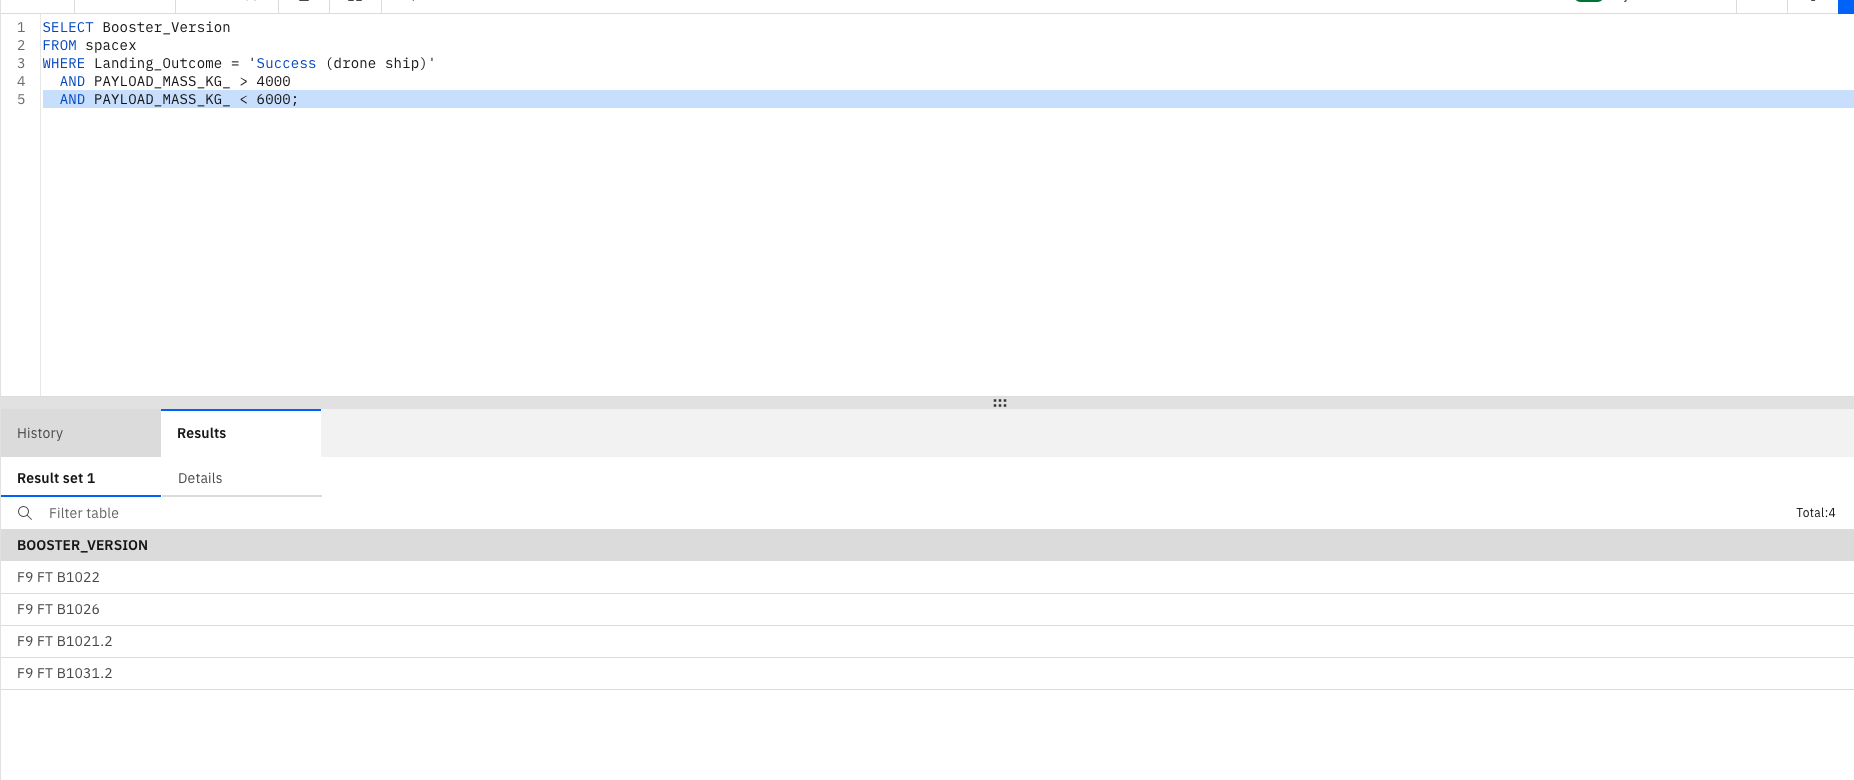 1 SELECT Booster_Version
2 FROM spacex
3 WHERE Landing_Outcome = 'Success (drone ship)'
4 AND PAYLOAD_MASS_KG_ > 4000
5 AND PAYLOAD_MASS_KG_ < 6000;
History Results
Result set 1 Details
Filter table Total:4
BOOSTER_VERSION
F9 FT B1022
F9 FT B1026
F9 FT B1021.2
F9 FT B1031.2